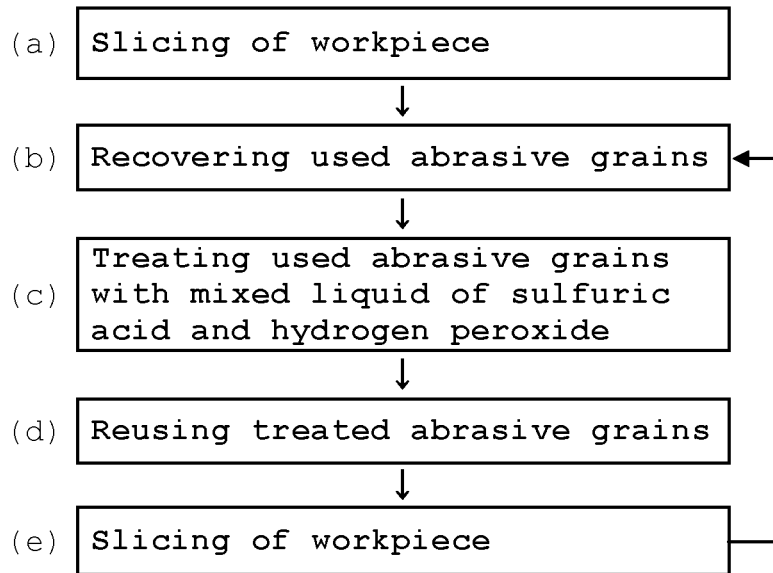 (a) Slicing of workpiece
(b) Recovering used abrasive grains
Treating used abrasive grains
(c) with mixed liquid of sulfuric
acid and hydrogen peroxide
(d) Reusing treated abrasive grains
(e) Slicing of workpiece